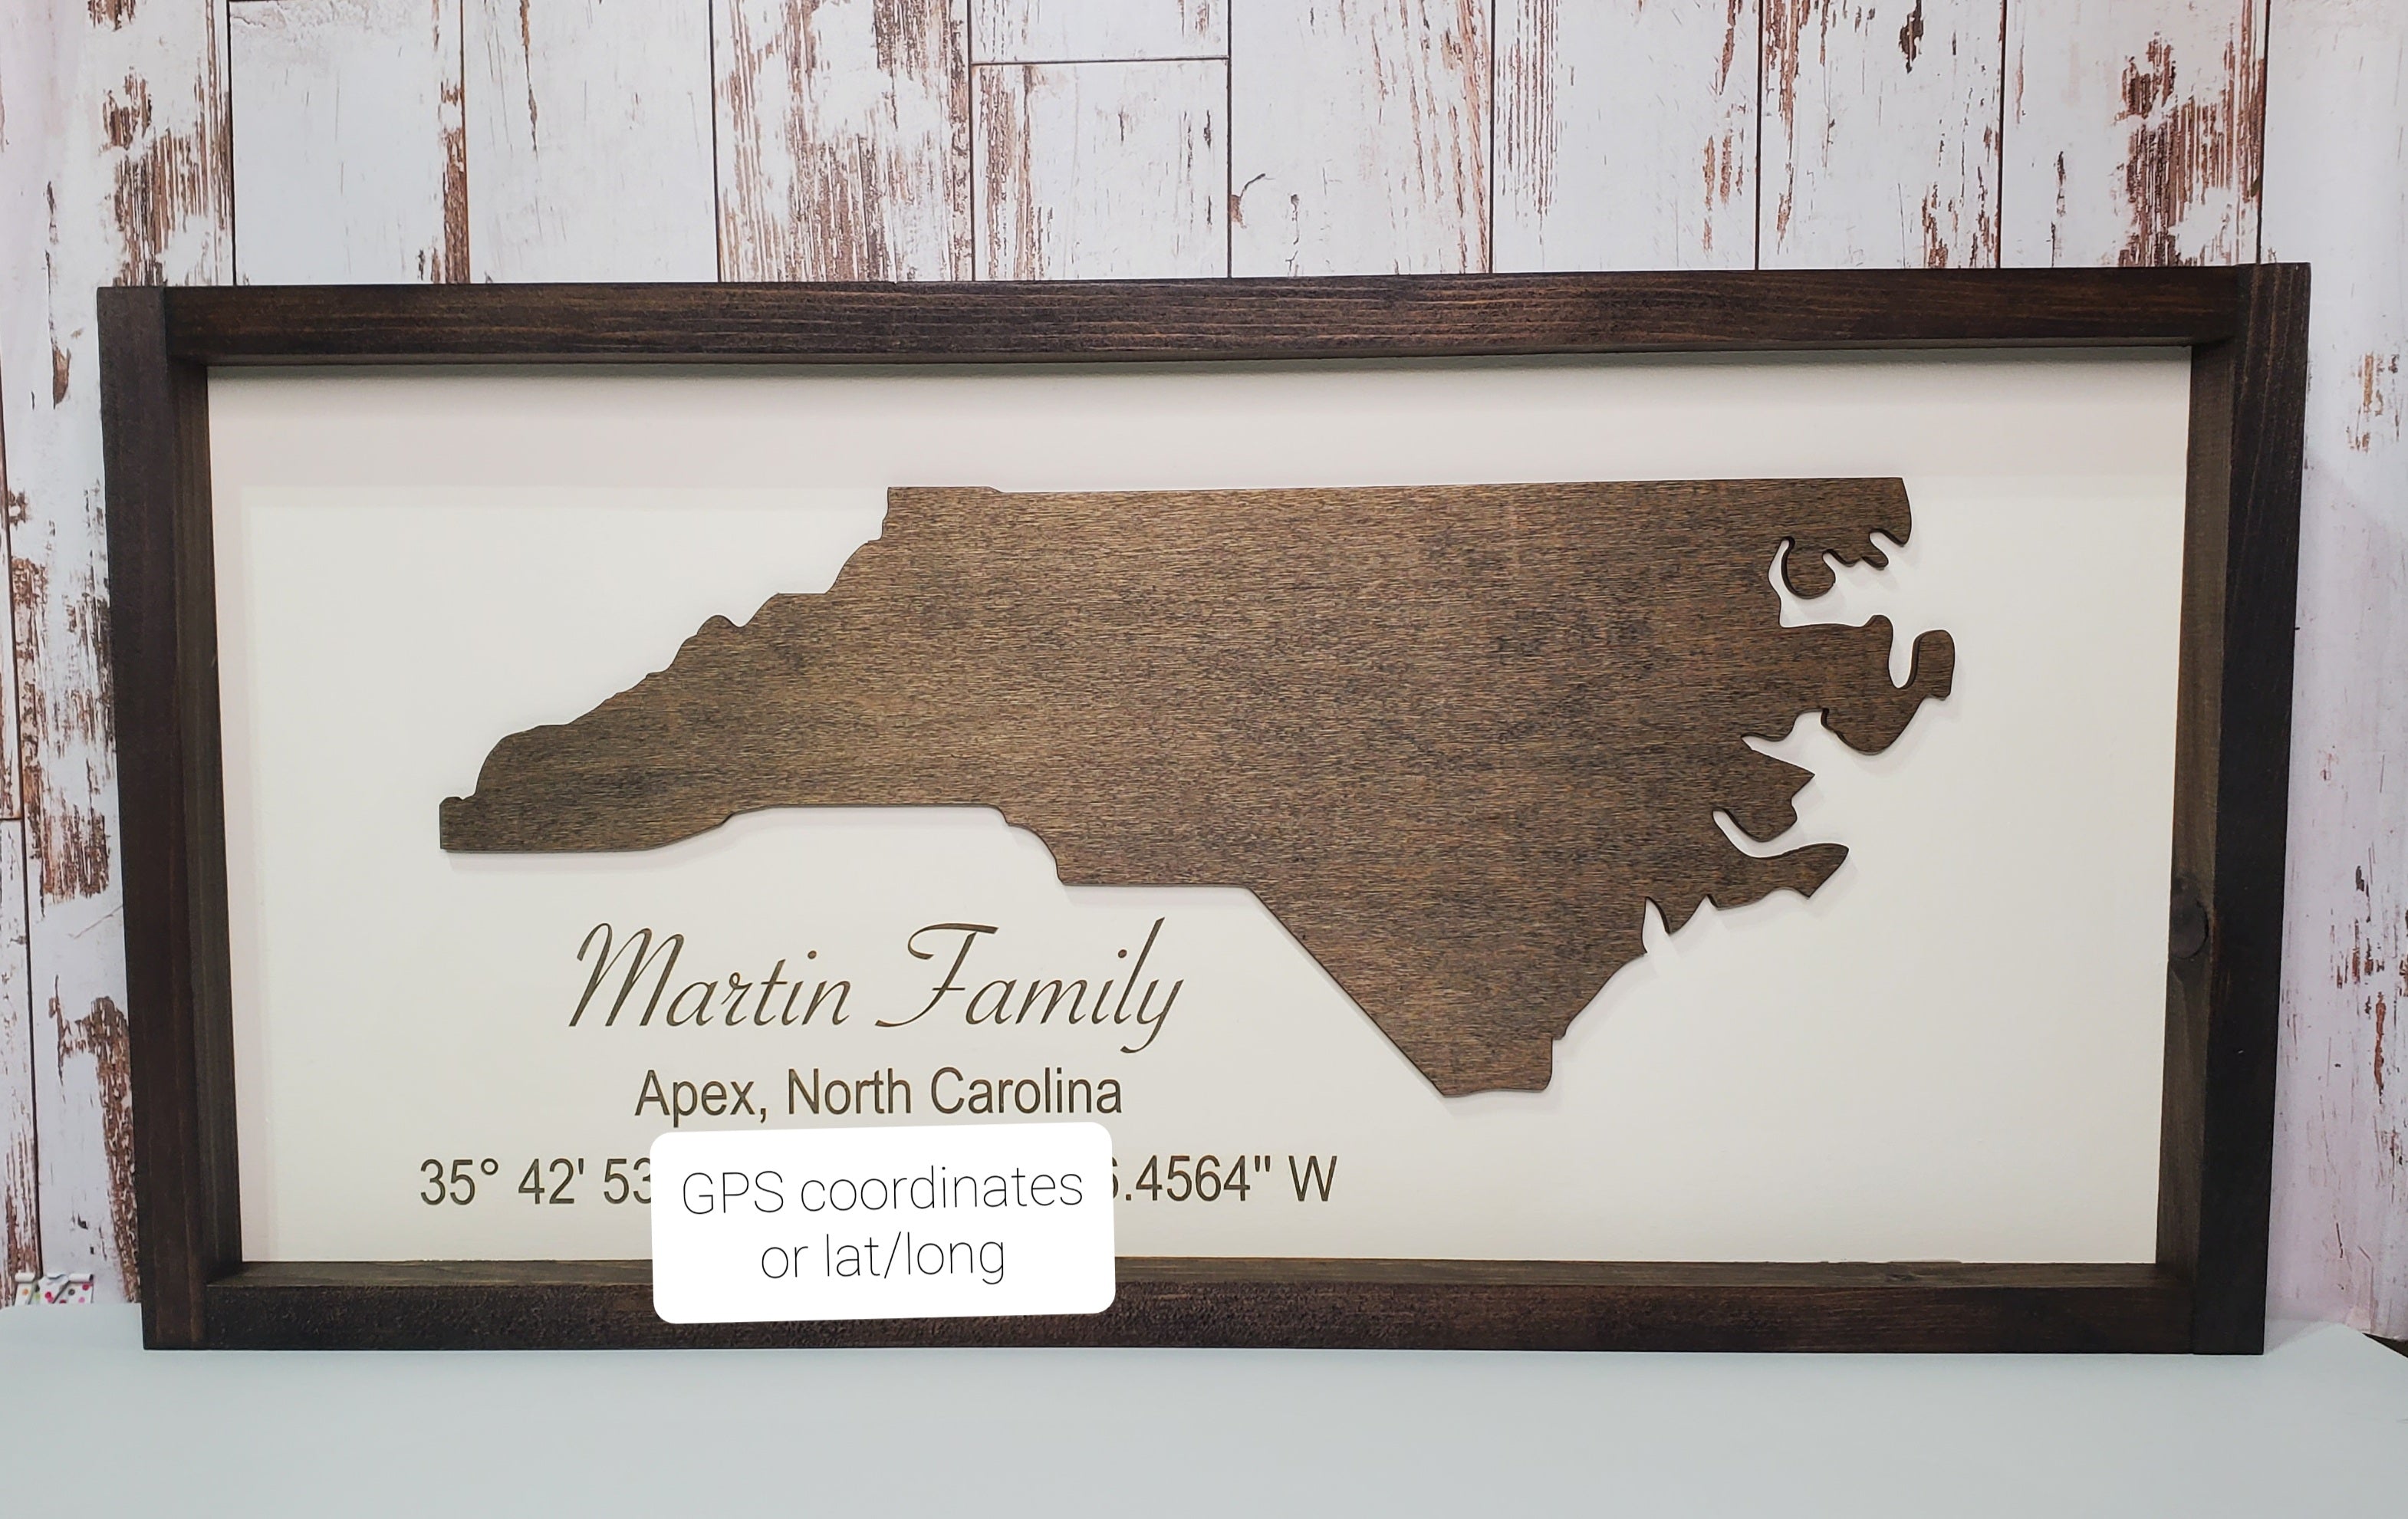 Martin Family
Apex, North Carolina
35° 42' 53 .4564" W
GPS coordinates
or lat/long